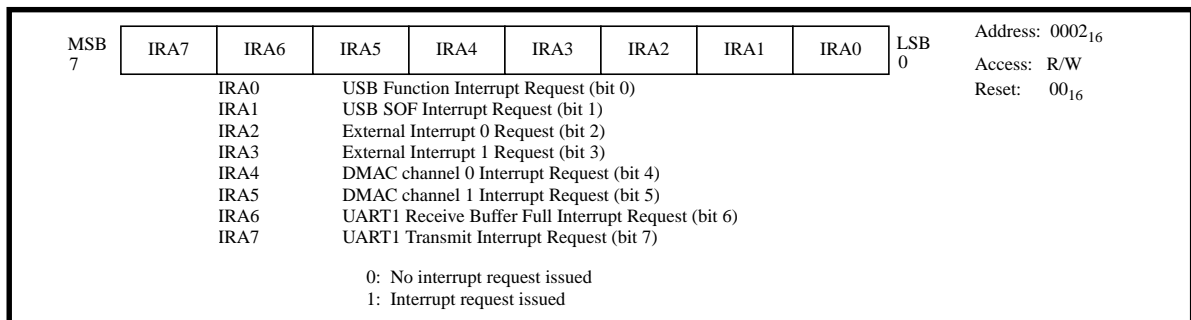 MSB IRA7 IRA6 IRA5 IRA4 IRA3 IRA2 IRA1 IRA0 LSB Address: 0002₁₆
7 0 Access: R/W
IRA0 USB Function Interrupt Request (bit 0) Reset: 00₁₆
IRA1 USB SOF Interrupt Request (bit 1)
IRA2 External Interrupt 0 Request (bit 2)
IRA3 External Interrupt 1 Request (bit 3)
IRA4 DMAC channel 0 Interrupt Request (bit 4)
IRA5 DMAC channel 1 Interrupt Request (bit 5)
IRA6 UART1 Receive Buffer Full Interrupt Request (bit 6)
IRA7 UART1 Transmit Interrupt Request (bit 7)
0: No interrupt request issued
1: Interrupt request issued